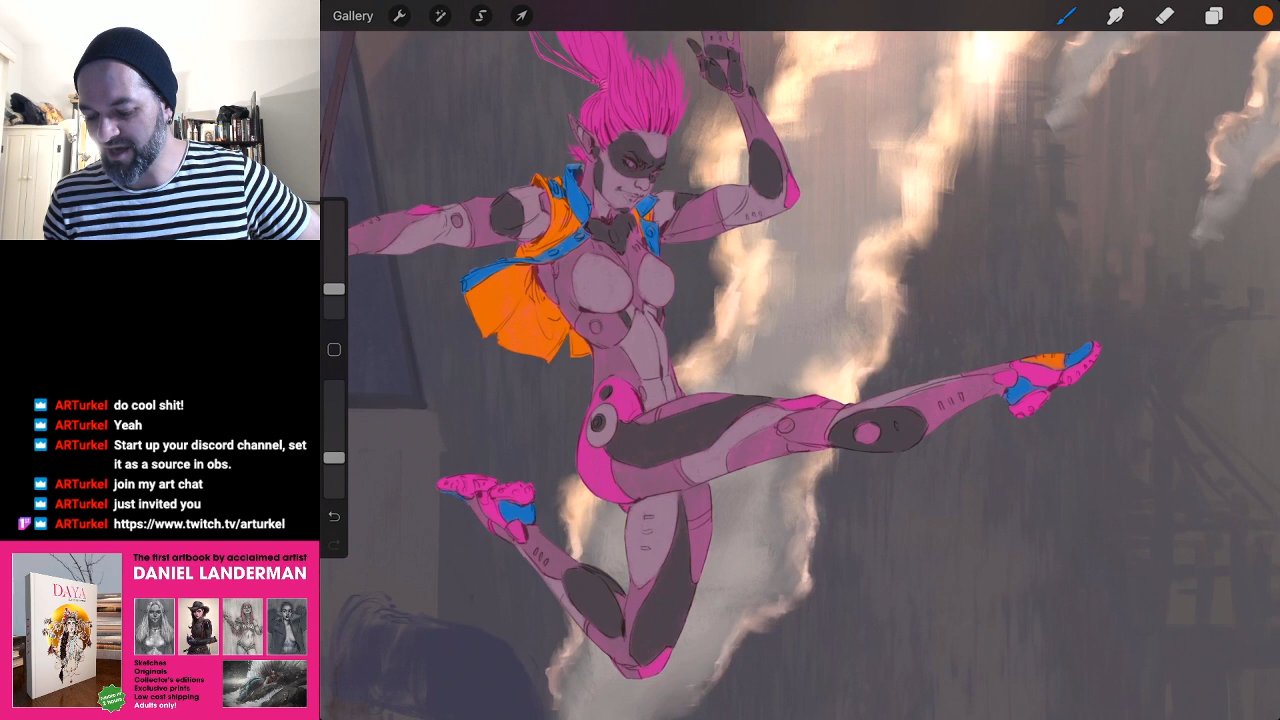 Gallery
ARTurkel do cool shit!
ARTurkel Yeah
ARTurkel Start up your discord channel, set
it as a source in obs.
ARTurkel join my art chat
ARTurkel just invited you
ARTurkel https://www.twitch.tv/arturkel
The first artbook by acclaimed artist
DANIEL LANDERMAN
DAYA
Sketches
Originals
Collector's editions
Exclusive prints
Low cost shipping
Adults only!